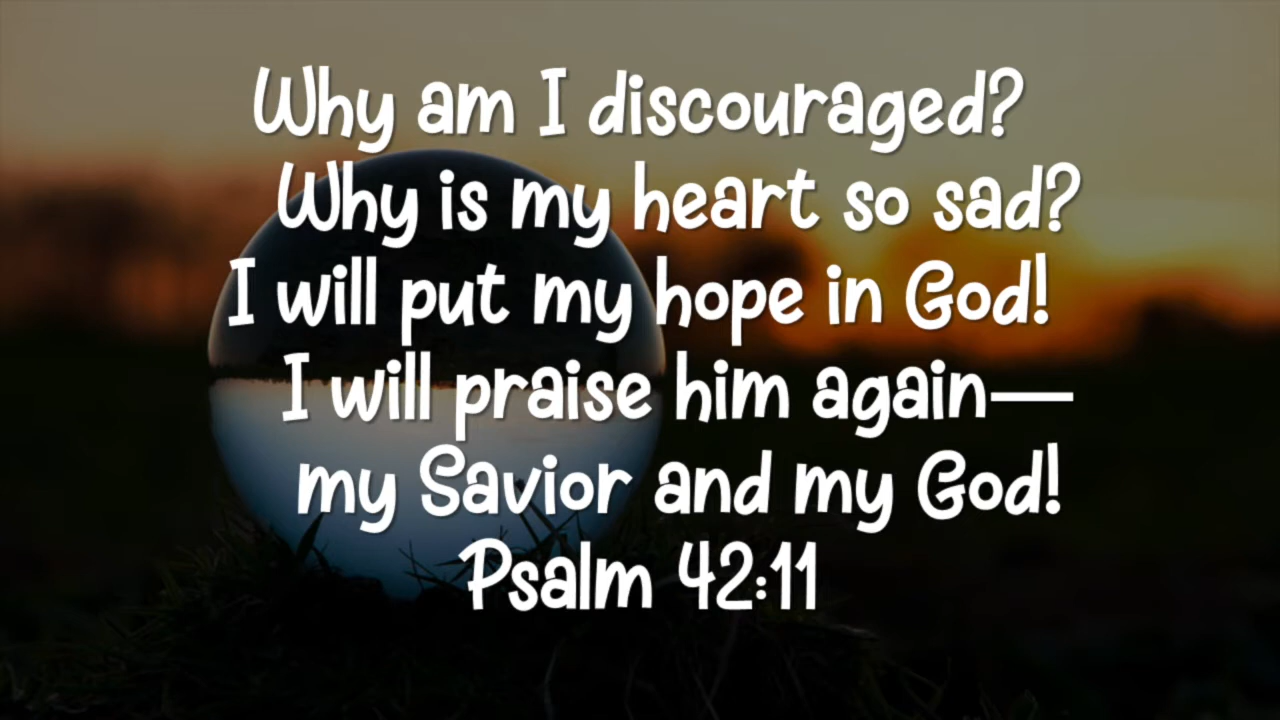 Why am I discouraged?
Why is my heart so sad?
I will put my hope in God!
I will praise him again—
my Savior and my God!
Psalm 42:11